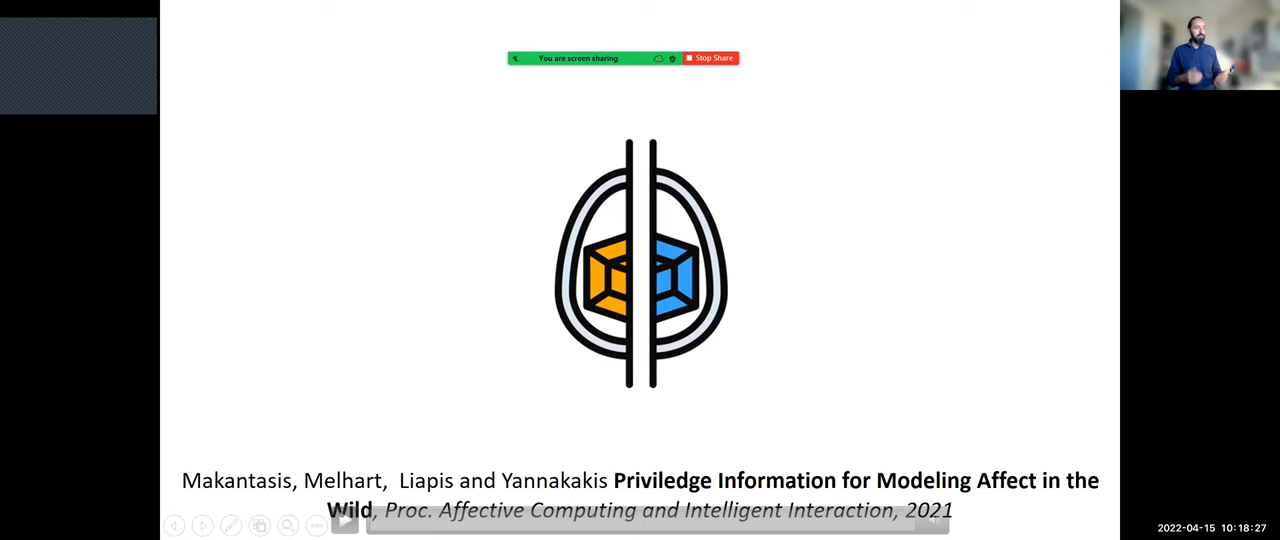 You are screen sharing
Stop Share
Makantasis, Melhart, Liapis and Yannakakis Priviledge Information for Modeling Affect in the
Wild, Proc. Affective Computing and Intelligent Interaction, 2021
2022-04-15 10:18:27